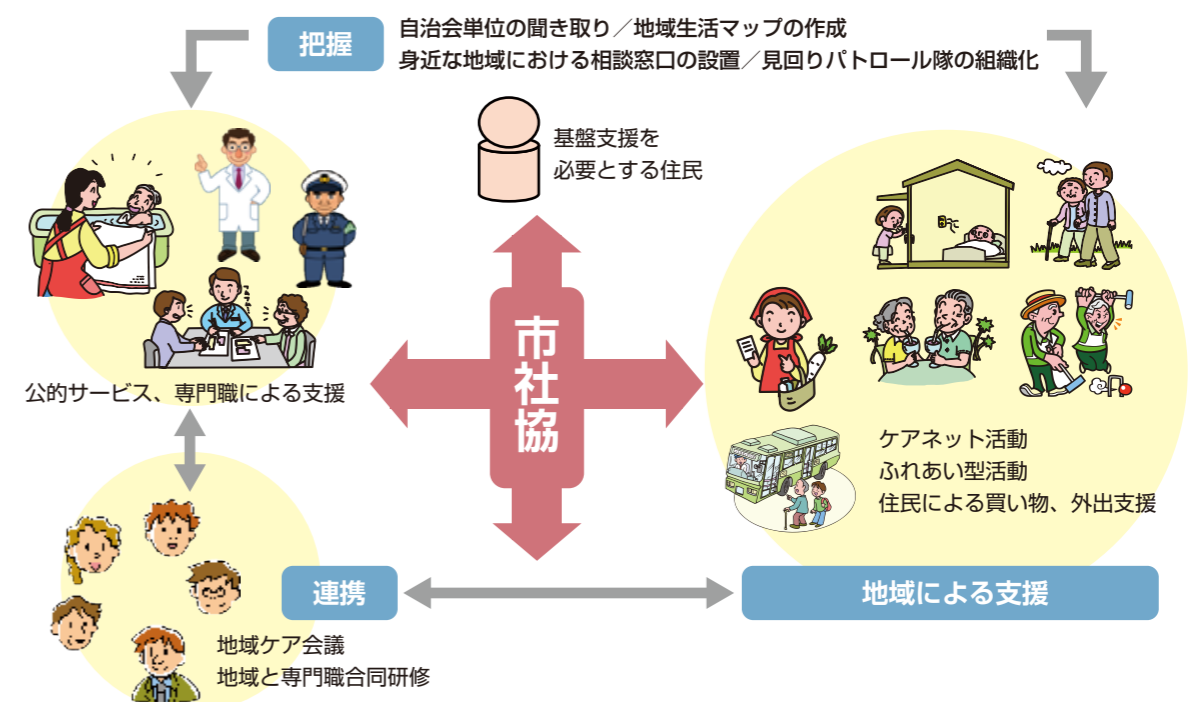 把握
自治会単位の聞き取り／地域生活マップの作成
身近な地域における相談窓口の設置／見回りパトロール隊の組織化
基盤支援を
必要とする住民
市社協
公的サービス、専門職による支援
ケアネット活動
ふれあい型活動
住民による買い物、外出支援
連携
地域による支援
地域ケア会議
地域と専門職合同研修